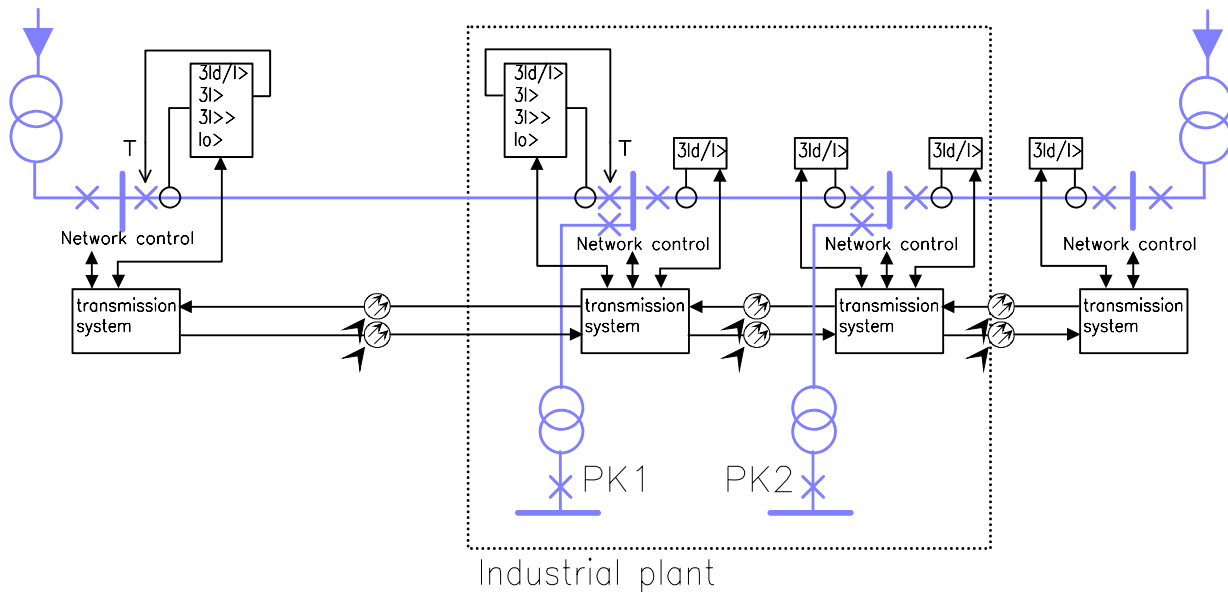 3Id/I>
3I>
3I>>
Io>
T
3Id/I>
3I>
3I>>
Io>
T
3Id/I>
3Id/I>
3Id/I>
3Id/I>
Network control
Network control
Network control
Network control
transmission
system
transmission
system
transmission
system
transmission
system
PK1
PK2
Industrial plant